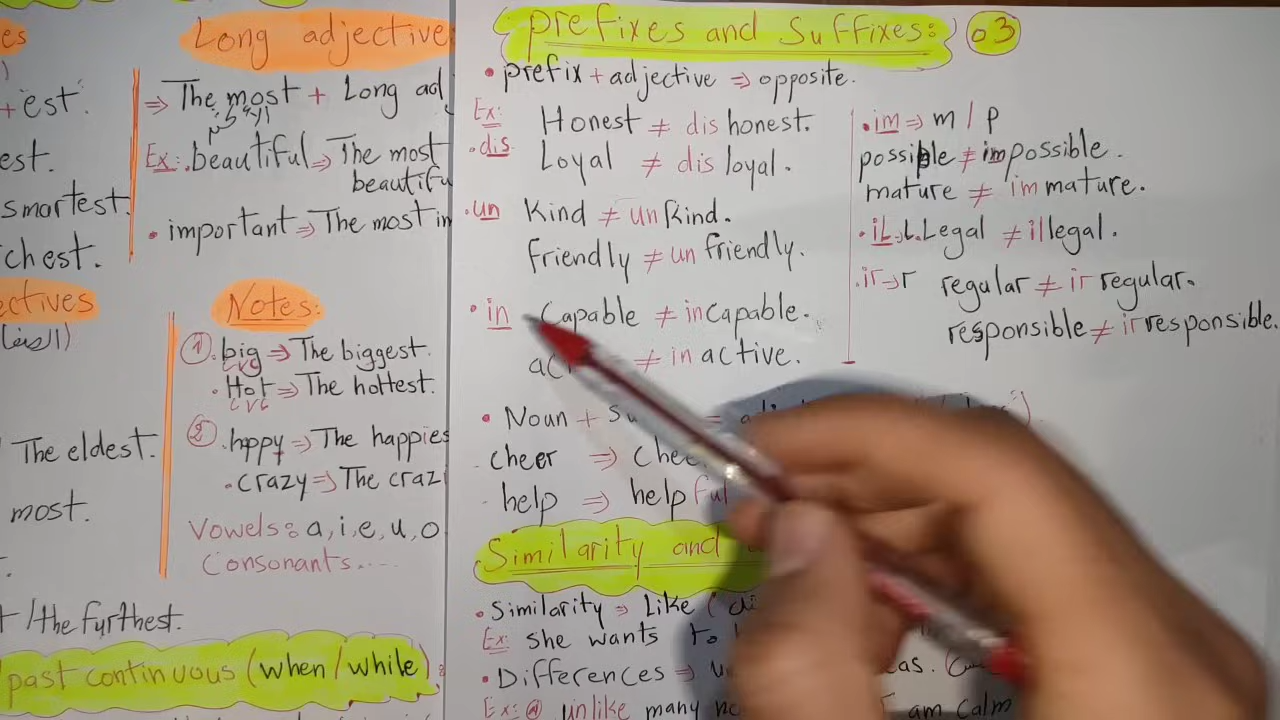 Long adjective
+ est.
⇒ The most + Long ad
est.
Ex: beautiful ⇒ The most
beautifu
smartest.
• important ⇒ The most im
chest.
ectives
Notes:
① .big ⇒ The biggest.
CVC
• Hot ⇒ The hottest.
CVC
② .happy ⇒ The happies
The eldest.
• crazy ⇒ The craz
most.
Vowels: a, i, e, u, o
Consonants....
t / the furthest.
past continuous (when / while):
Prefixes and Suffixes: 03
• prefix + adjective ⇒ opposite.
Ex:
• dis Honest ≠ dishonest.
Loyal ≠ disloyal.
• un Kind ≠ unkind.
Friendly ≠ unfriendly.
• in Capable ≠ incapable.
≠ inactive.
• im ⇒ m / p
possible ≠ impossible.
mature ≠ immature.
• iL Legal ≠ illegal.
• ir → r regular ≠ irregular.
responsible ≠ irresponsible.
• Noun +
cheer ⇒
help ⇒ helpful
Similarity and
• Similarity ⇒ Like
Ex: she wants to
• Differences ⇒
Ex: unlike many
I am calm